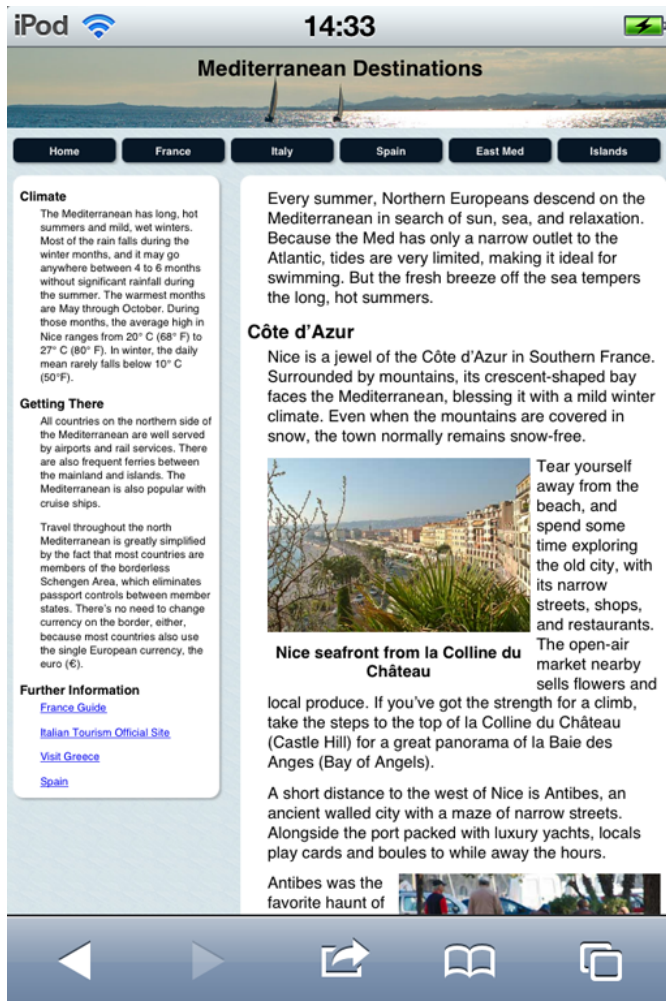 iPod
14:33
Mediterranean Destinations
Home
France
Italy
Spain
East Med
Islands
Climate
The Mediterranean has long, hot
summers and mild, wet winters.
Most of the rain falls during the
winter months, and it may go
anywhere between 4 to 6 months
without significant rainfall during
the summer. The warmest months
are May through October. During
those months, the average high in
Nice ranges from 20° C (68° F) to
27° C (80° F). In winter, the daily
mean rarely falls below 10° C
(50°F).
Getting There
All countries on the northern side of
the Mediterranean are well served
by airports and rail services. There
are also frequent ferries between
the mainland and islands. The
Mediterranean is also popular with
cruise ships.
Travel throughout the north
Mediterranean is greatly simplified
by the fact that most countries are
members of the borderless
Schengen Area, which eliminates
passport controls between member
states. There's no need to change
currency on the border, either,
because most countries also use
the single European currency, the
euro (€).
Further Information
France Guide
Italian Tourism Official Site
Visit Greece
Spain
Every summer, Northern Europeans descend on the
Mediterranean in search of sun, sea, and relaxation.
Because the Med has only a narrow outlet to the
Atlantic, tides are very limited, making it ideal for
swimming. But the fresh breeze off the sea tempers
the long, hot summers.
Côte d'Azur
Nice is a jewel of the Côte d'Azur in Southern France.
Surrounded by mountains, its crescent-shaped bay
faces the Mediterranean, blessing it with a mild winter
climate. Even when the mountains are covered in
snow, the town normally remains snow-free.
Tear yourself
away from the
beach, and
spend some
time exploring
the old city, with
its narrow
streets, shops,
and restaurants.
The open-air
market nearby
sells flowers and
Nice seafront from la Colline du
Château
local produce. If you've got the strength for a climb,
take the steps to the top of la Colline du Château
(Castle Hill) for a great panorama of la Baie des
Anges (Bay of Angels).
A short distance to the west of Nice is Antibes, an
ancient walled city with a maze of narrow streets.
Alongside the port packed with luxury yachts, locals
play cards and boules to while away the hours.
Antibes was the
favorite haunt of